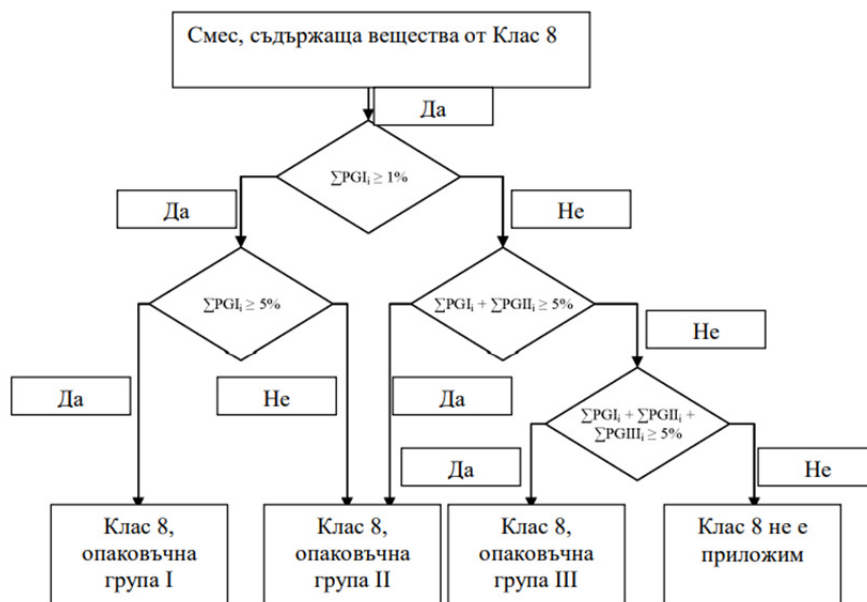 Смес, съдържаща вещества от Клас 8
Да
∑PGIᵢ ≥ 1%
Да
Не
∑PGIᵢ ≥ 5%
∑PGIᵢ + ∑PGIIᵢ ≥ 5%
Не
Да
Не
Да
∑PGIᵢ + ∑PGIIᵢ +
∑PGIIIᵢ ≥ 5%
Да
Не
Клас 8,
опаковъчна
група I
Клас 8,
опаковъчна
група II
Клас 8,
опаковъчна
група III
Клас 8 не е
приложим